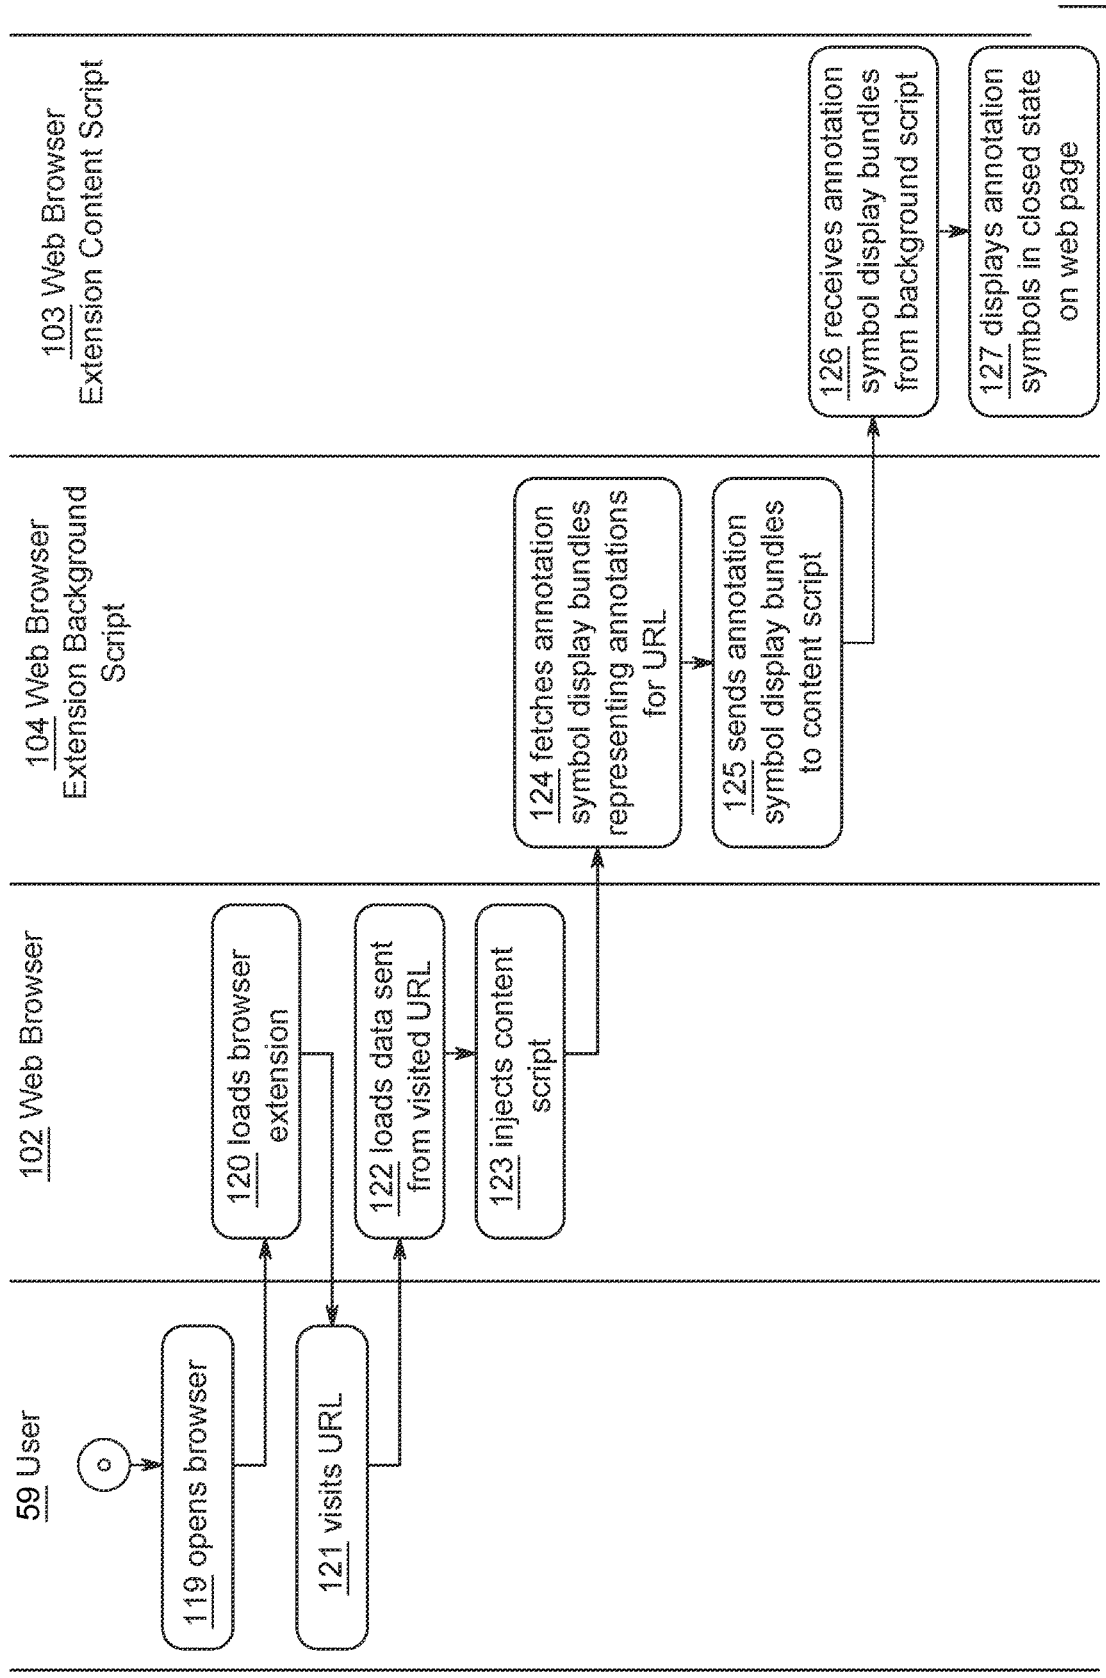 59 User
119 opens browser
121 visits URL
102 Web Browser
120 loads browser
extension
122 loads data sent
from visited URL
123 injects content
script
104 Web Browser
Extension Background
Script
124 fetches annotation
symbol display bundles
representing annotations
for URL
125 sends annotation
symbol display bundles
to content script
103 Web Browser
Extension Content Script
126 receives annotation
symbol display bundles
from background script
127 displays annotation
symbols in closed state
on web page